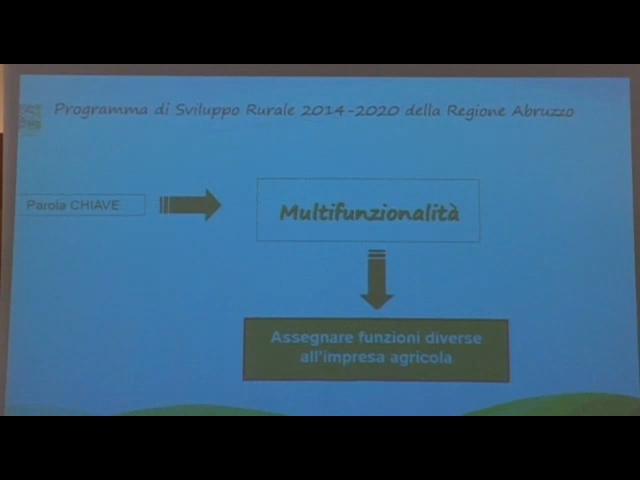 Programma di Sviluppo Rurale 2014-2020 della Regione Abruzzo
Parola CHIAVE
Multifunzionalità
Assegnare funzioni diverse
all'impresa agricola